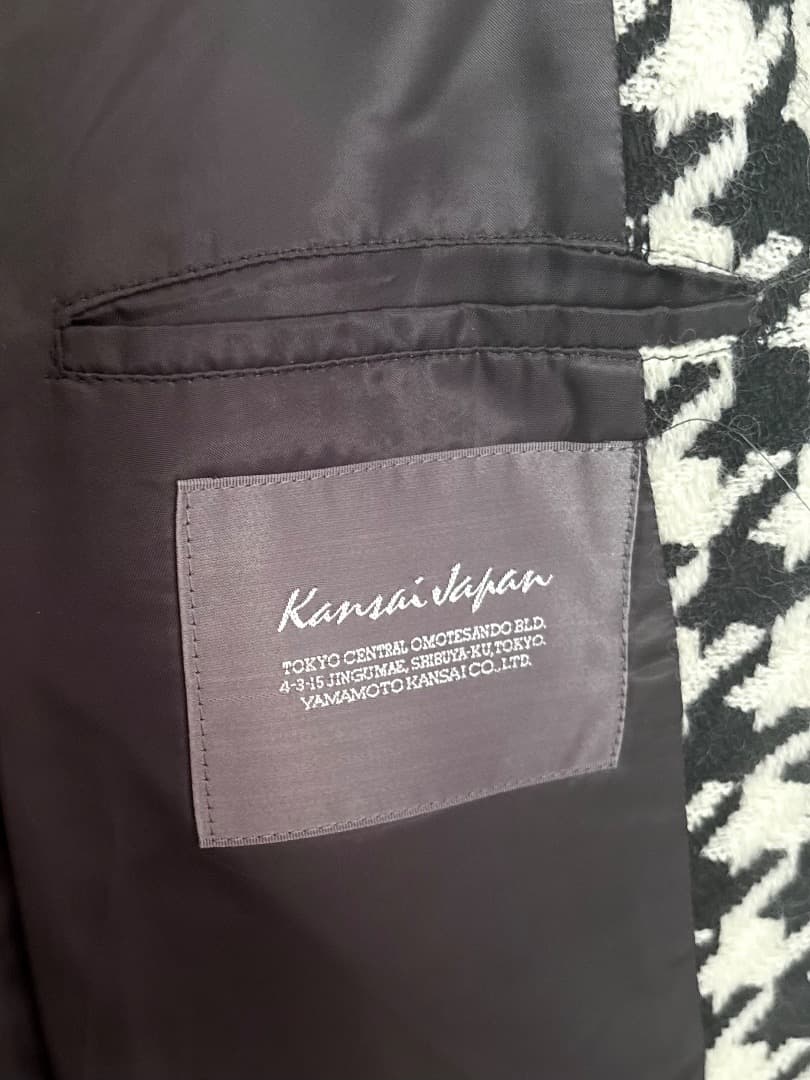 Kansai Japan
TOKYO CENTRAL OMOTESANDO BLD.
4-3-15 JINGUMAE, SHIBUYA-KU, TOKYO.
YAMAMOTO KANSAI CO., LTD.